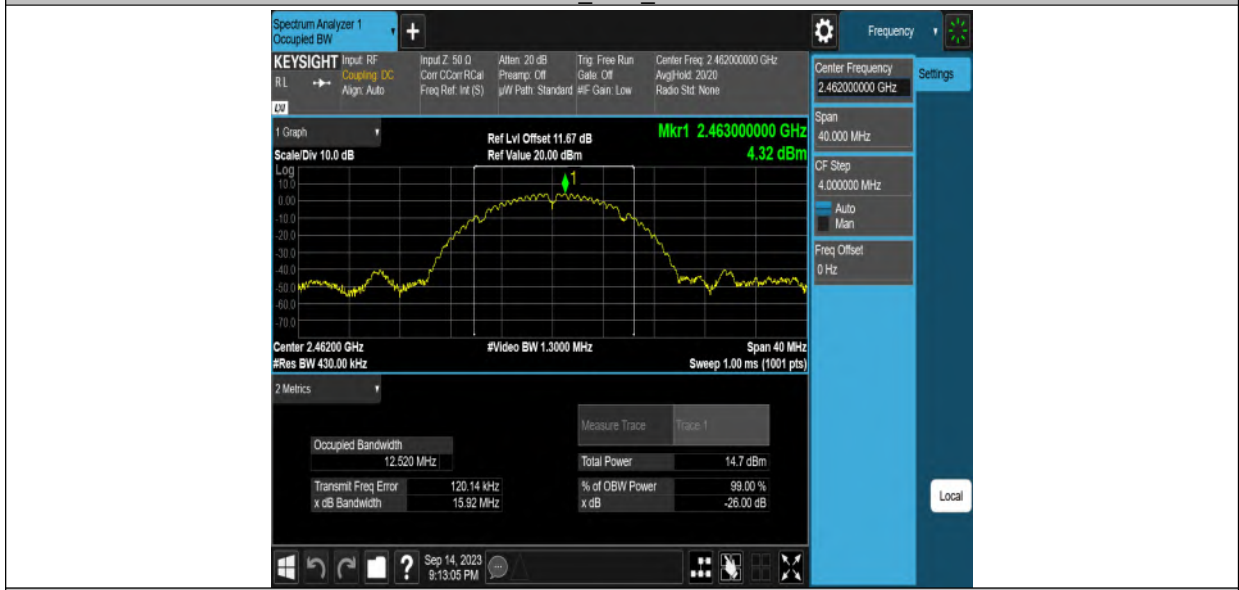 Spectrum Analyzer 1
Occupied BW
+
Frequency
KEYSIGHT
R L
LXI
Input: RF
Coupling: DC
Align: Auto
Input Z: 50 Ω
Corr CCorr RCal
Freq Ref: Int (S)
Atten: 20 dB
Preamp: Off
µW Path: Standard
Trig: Free Run
Gate: Off
#IF Gain: Low
Center Freq: 2.462000000 GHz
Avg|Hold: 20/20
Radio Std: None
Center Frequency
2.462000000 GHz
Settings
Span
40.000 MHz
CF Step
4.000000 MHz
Auto
Man
Freq Offset
0 Hz
1 Graph
Scale/Div 10.0 dB
Ref Lvl Offset 11.67 dB
Ref Value 20.00 dBm
Mkr1 2.463000000 GHz
4.32 dBm
Log
10.0
0.00
-10.0
-20.0
-30.0
-40.0
-50.0
-60.0
-70.0
1
Center 2.46200 GHz
#Res BW 430.00 kHz
#Video BW 1.3000 MHz
Span 40 MHz
Sweep 1.00 ms (1001 pts)
2 Metrics
Measure Trace Trace 1
Occupied Bandwidth
12.520 MHz
Total Power 14.7 dBm
Transmit Freq Error 120.14 kHz
% of OBW Power 99.00 %
x dB Bandwidth 15.92 MHz
x dB -26.00 dB
Local
?
Sep 14, 2023
9:13:05 PM